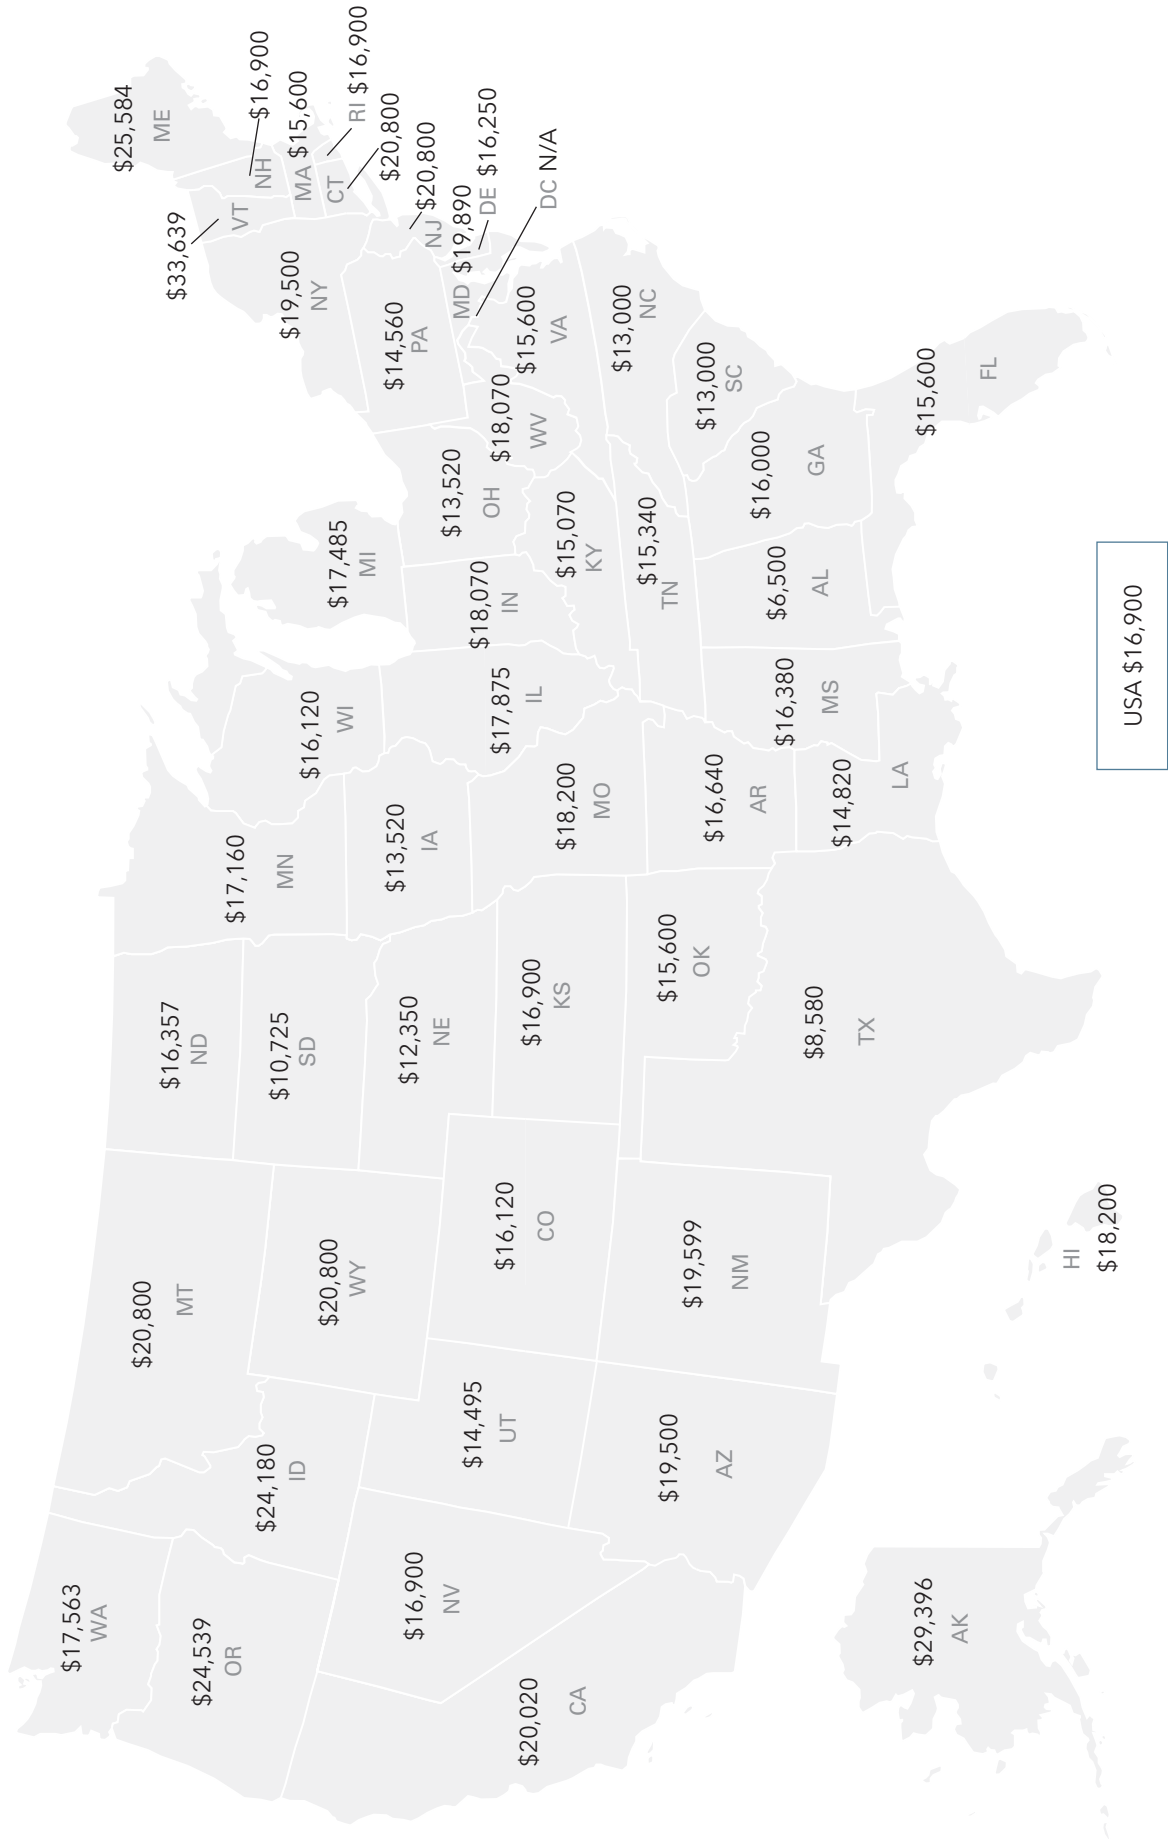 $17,563
WA
$24,539
OR
$20,020
CA
$16,900
NV
$24,180
ID
$20,800
MT
$20,800
WY
$14,495
UT
$16,120
CO
$19,500
AZ
$19,599
NM
$16,357
ND
$10,725
SD
$12,350
NE
$16,900
KS
$15,600
OK
$8,580
TX
$17,160
MN
$13,520
IA
$18,200
MO
$16,640
AR
$14,820
LA
$16,120
WI
$17,875
IL
$17,485
MI
$18,070
IN
$13,520
OH
$15,070
KY
$15,340
TN
$16,380
MS
$6,500
AL
$16,000
GA
$15,600
FL
$13,000
SC
$13,000
NC
$15,600
VA
$18,070
WV
$14,560
PA
$19,500
NY
$33,639
VT
$25,584
ME
NH
$16,900
MA $15,600
RI $16,900
CT
$20,800
NJ
$20,800
MD $19,890
DE $16,250
DC N/A
$29,396
AK
HI
$18,200
USA $16,900